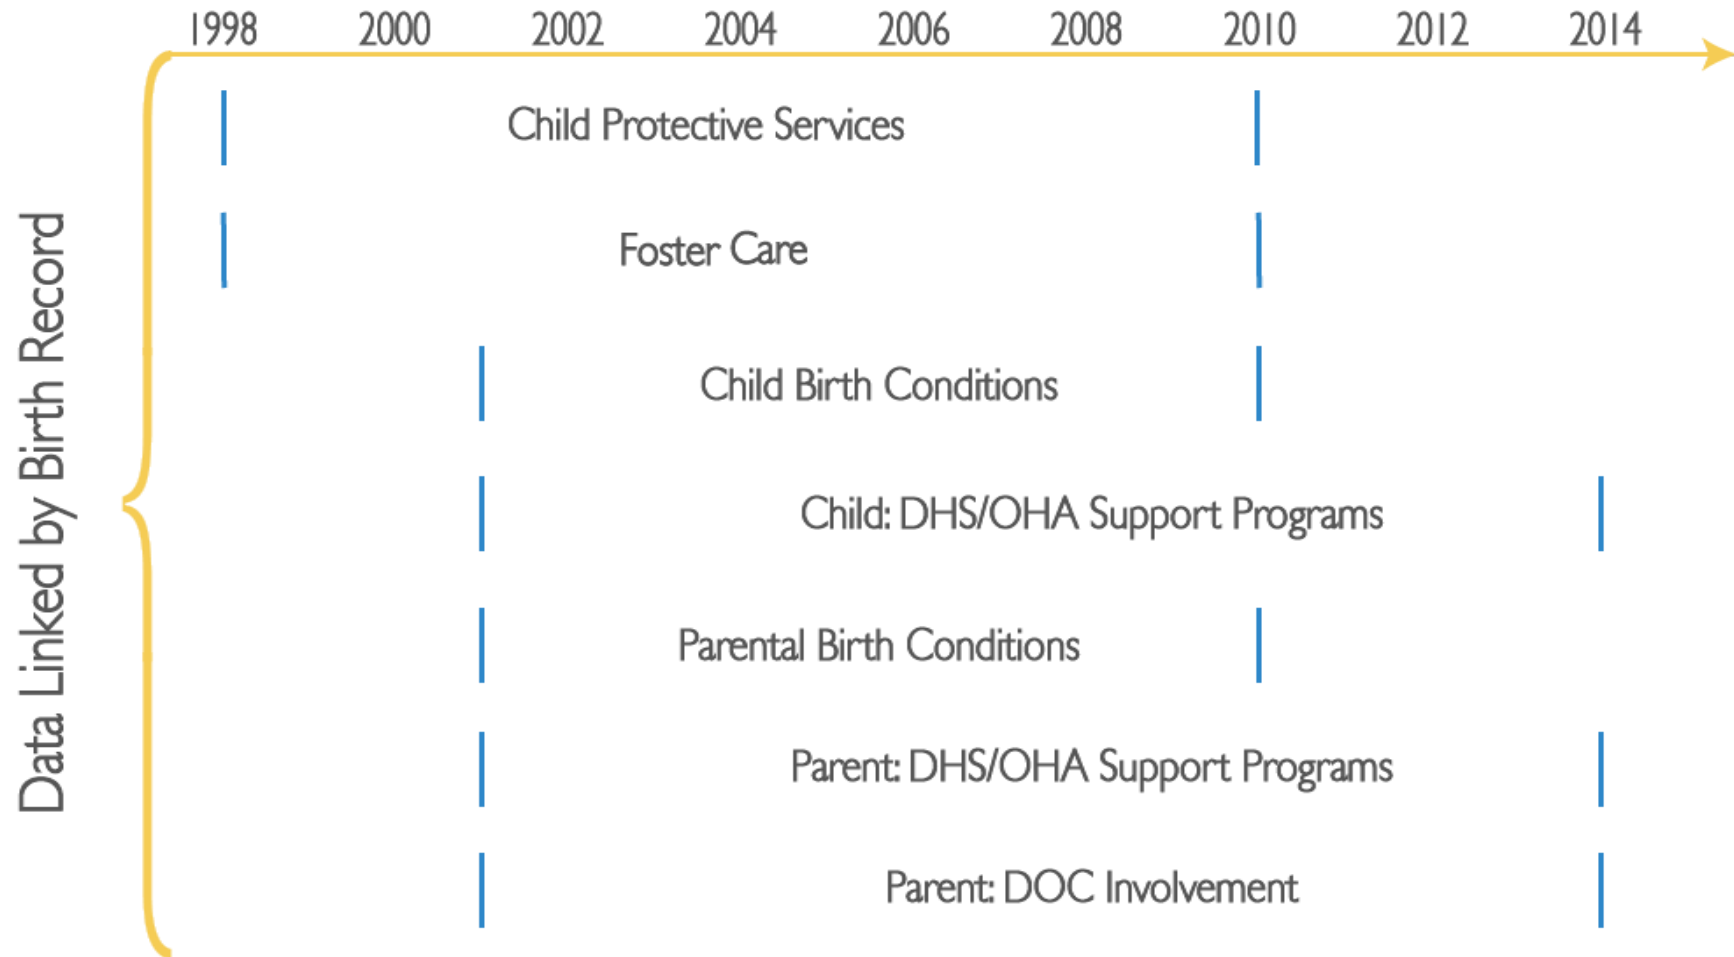 1998 2000 2002 2004 2006 2008 2010 2012 2014
Data Linked by Birth Record
Child Protective Services
Foster Care
Child Birth Conditions
Child: DHS/OHA Support Programs
Parental Birth Conditions
Parent: DHS/OHA Support Programs
Parent: DOC Involvement